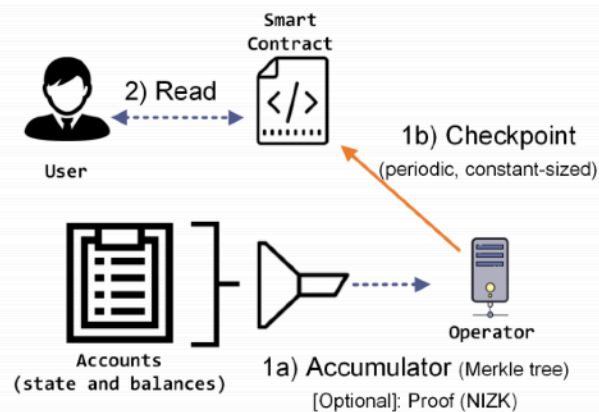 Smart
Contract
2) Read
User
1b) Checkpoint
(periodic, constant-sized)
Accounts
(state and balances)
Operator
1a) Accumulator (Merkle tree)
[Optional]: Proof (NIZK)